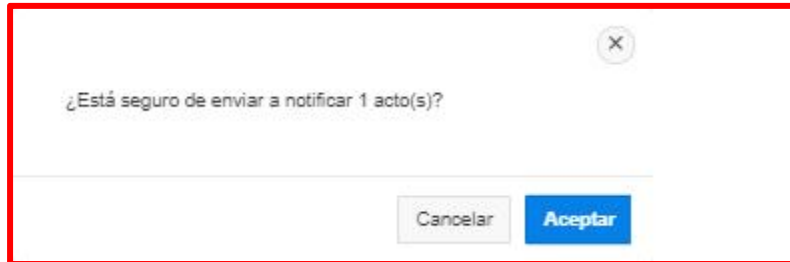 ¿Está seguro de enviar a notificar 1 acto(s)?
Cancelar
Aceptar